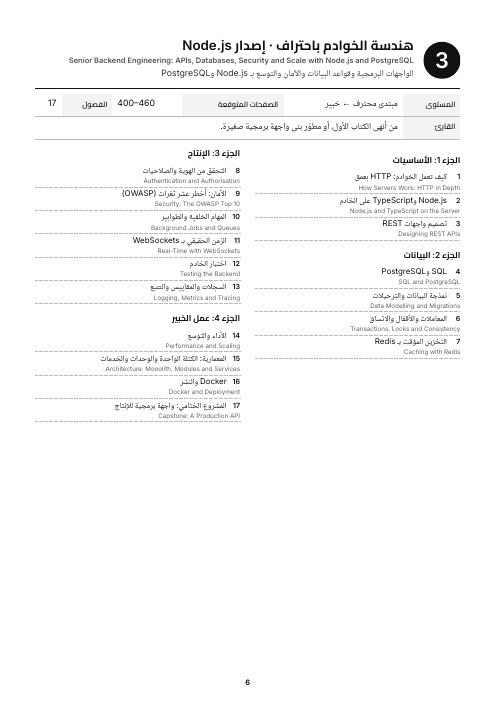 3
هندسة الخوادم باحتراف · إصدار Node.js
Senior Backend Engineering: APIs, Databases, Security and Scale with Node.js and PostgreSQL
الواجهات البرمجية وقواعد البيانات والأمان والتوسع بـ Node.js وPostgreSQL
المستوى مبتدئ محترف ← خبير الصفحات المتوقعة 400–460 الفصول 17
القارئ من أنهى الكتاب الأول، أو مطوّر بنى واجهة برمجية صغيرة.
الجزء 1: الأساسيات
1 كيف تعمل الخوادم: HTTP بعمق
How Servers Work: HTTP in Depth
2 Node.js وTypeScript على الخادم
Node.js and TypeScript on the Server
3 تصميم واجهات REST
Designing REST APIs
الجزء 2: البيانات
4 SQL وPostgreSQL
SQL and PostgreSQL
5 نمذجة البيانات والترحيلات
Data Modelling and Migrations
6 المعاملات والأقفال والاتساق
Transactions, Locks and Consistency
7 التخزين المؤقت بـ Redis
Caching with Redis
الجزء 3: الإنتاج
8 التحقق من الهوية والصلاحيات
Authentication and Authorisation
9 الأمان: أخطر عشر ثغرات (OWASP)
Security: The OWASP Top 10
10 المهام الخلفية والطوابير
Background Jobs and Queues
11 الزمن الحقيقي بـ WebSockets
Real-Time with WebSockets
12 اختبار الخادم
Testing the Backend
13 السجلات والمقاييس والتتبع
Logging, Metrics and Tracing
الجزء 4: عمل الخبير
14 الأداء والتوسع
Performance and Scaling
15 المعمارية: الكتلة الواحدة والوحدات والخدمات
Architecture: Monolith, Modules and Services
16 Docker والنشر
Docker and Deployment
17 المشروع الختامي: واجهة برمجية للإنتاج
Capstone: A Production API
6